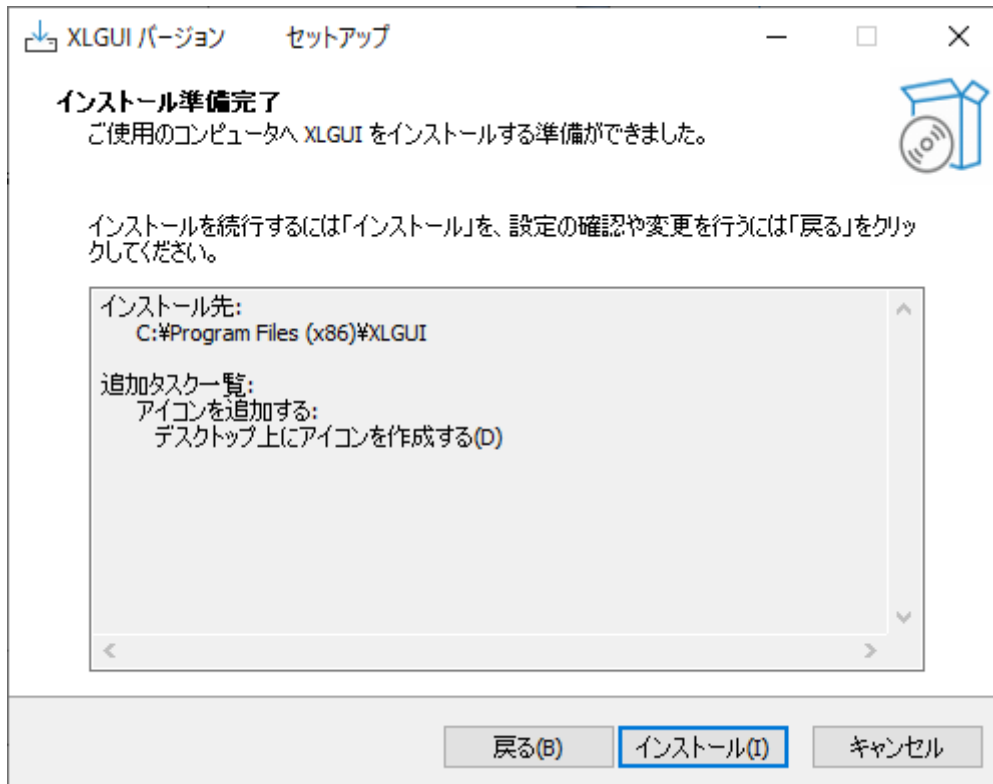 XLGUI バージョン セットアップ
インストール準備完了
ご使用のコンピュータへ XLGUI をインストールする準備ができました。
インストールを続行するには「インストール」を、設定の確認や変更を行うには「戻る」をクリッ
クしてください。
インストール先:
C:¥Program Files (x86)¥XLGUI
追加タスク一覧:
アイコンを追加する:
デスクトップ上にアイコンを作成する(D)
戻る(B) インストール(I) キャンセル